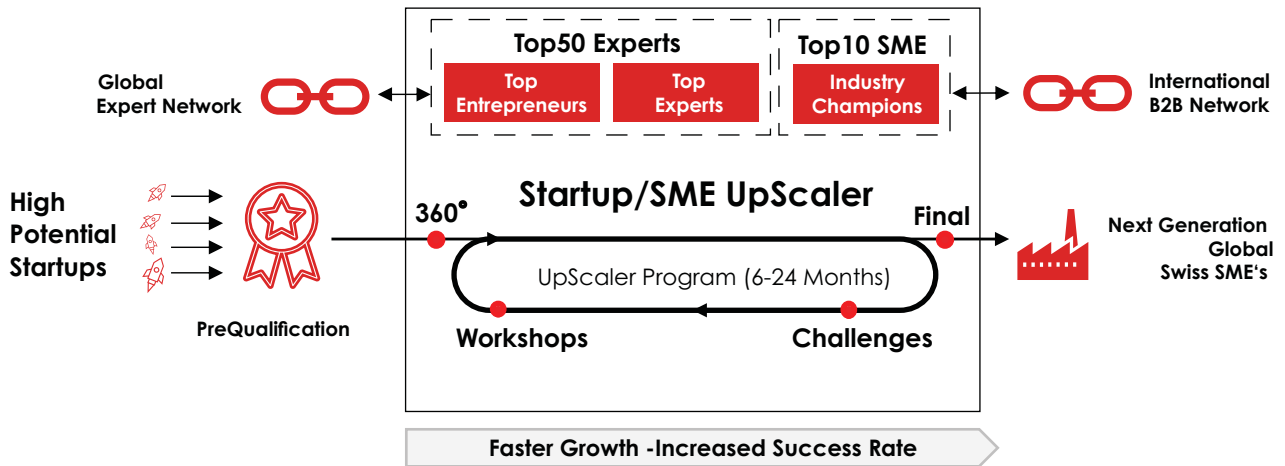 Top50 Experts
Top10 SME
Global
Expert Network
Top
Entrepreneurs
Top
Experts
Industry
Champions
International
B2B Network
High
Potential
Startups
PreQualification
Startup/SME UpScaler
360°
Final
UpScaler Program (6-24 Months)
Workshops
Challenges
Next Generation
Global
Swiss SME‘s
Faster Growth -Increased Success Rate